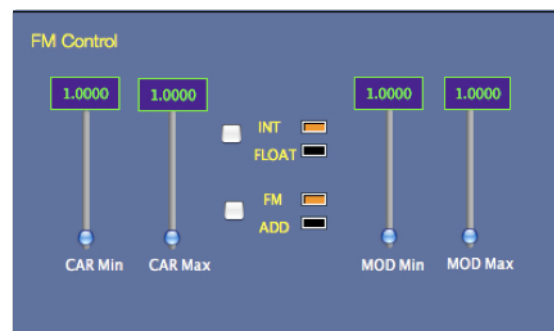 FM Control
1.0000
1.0000
1.0000
1.0000
INT
FLOAT
FM
ADD
CAR Min
CAR Max
MOD Min
MOD Max